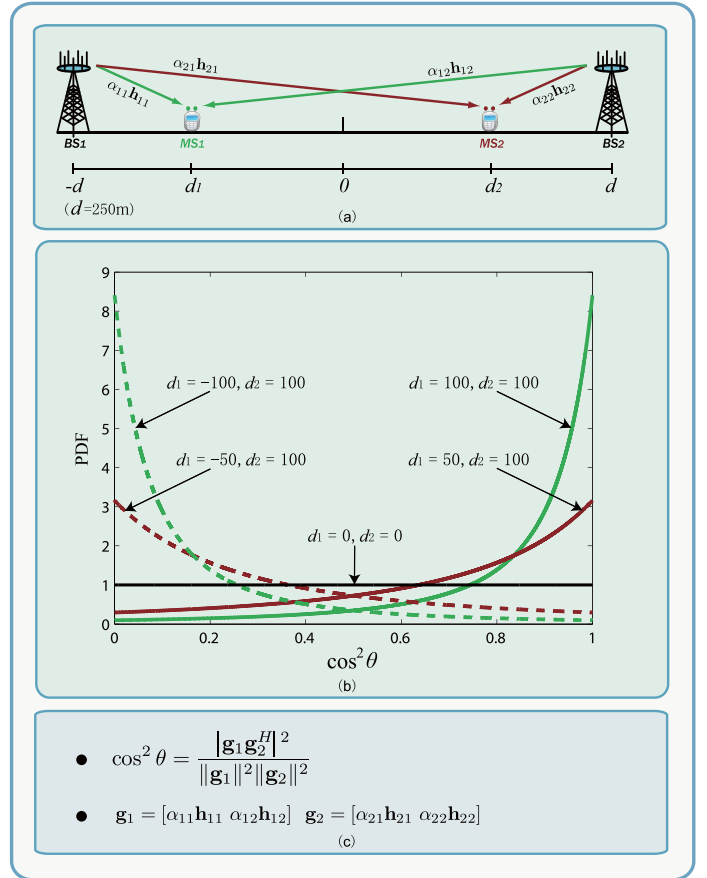 α₂₁h₂₁
α₁₂h₁₂
α₁₁h₁₁
α₂₂h₂₂
BS1
MS1
MS2
BS2
-d
d1
0
d2
d
(d=250m)
(a)
9
8
7
6
5
4
3
2
1
0
PDF
d1 = −100, d2 = 100
d1 = 100, d2 = 100
d1 = −50, d2 = 100
d1 = 50, d2 = 100
d1 = 0, d2 = 0
0 0.2 0.4 0.6 0.8 1
cos² θ
(b)
● cos² θ = |g₁g₂ᴴ|² / ‖g₁‖²‖g₂‖²
● g₁ = [α₁₁h₁₁ α₁₂h₁₂] g₂ = [α₂₁h₂₁ α₂₂h₂₂]
(c)